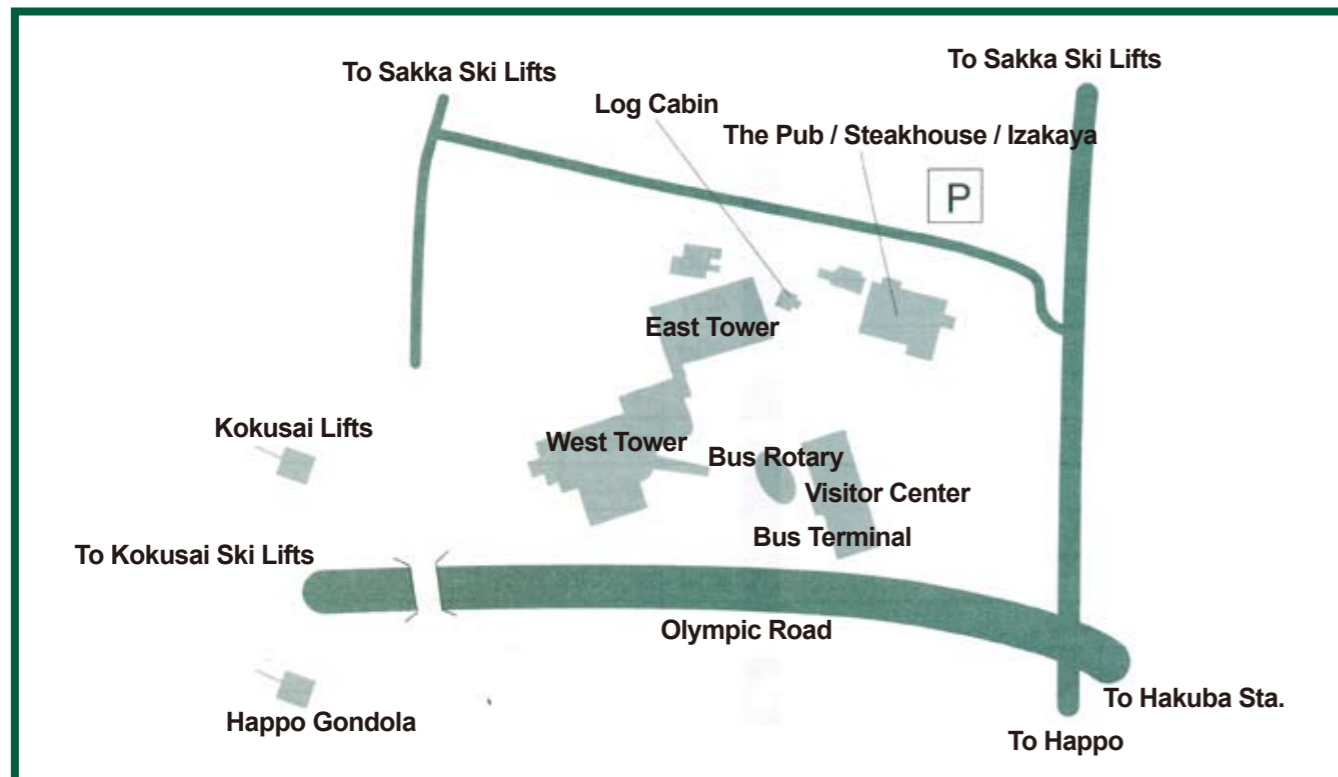 To Sakka Ski Lifts
To Sakka Ski Lifts
Log Cabin
The Pub / Steakhouse / Izakaya
P
East Tower
Kokusai Lifts
West Tower
Bus Rotary
Visitor Center
Bus Terminal
To Kokusai Ski Lifts
Olympic Road
To Hakuba Sta.
Happo Gondola
To Happo